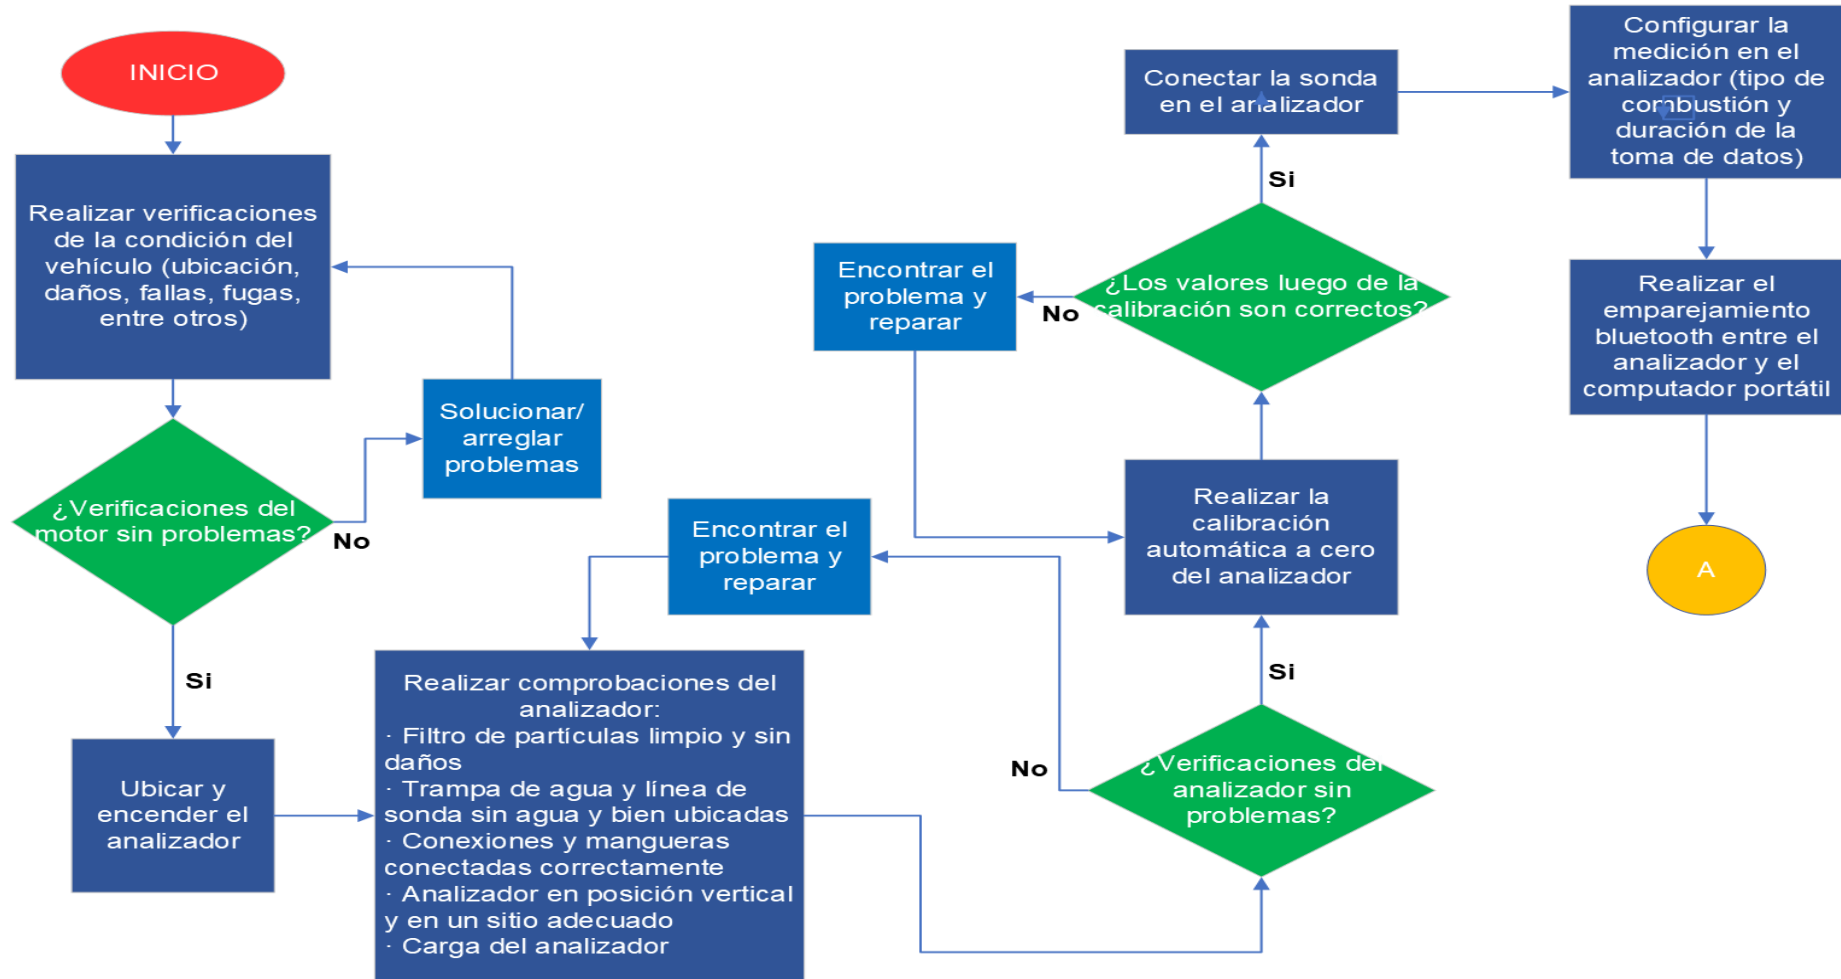 INICIO
Realizar verificaciones
de la condición del
vehículo (ubicación,
daños, fallas, fugas,
entre otros)
¿Verificaciones del
motor sin problemas?
No
Solucionar/
arreglar
problemas
Si
Ubicar y
encender el
analizador
Realizar comprobaciones del
analizador:
· Filtro de partículas limpio y sin
daños
· Trampa de agua y línea de
sonda sin agua y bien ubicadas
· Conexiones y mangueras
conectadas correctamente
· Analizador en posición vertical
y en un sitio adecuado
· Carga del analizador
¿Verificaciones del
analizador sin
problemas?
No
Encontrar el
problema y
reparar
Si
Realizar la
calibración
automática a cero
del analizador
¿Los valores luego de la
calibración son correctos?
No
Encontrar el
problema y
reparar
Si
Conectar la sonda
en el analizador
Configurar la
medición en el
analizador (tipo de
combustión y
duración de la
toma de datos)
Realizar el
emparejamiento
bluetooth entre el
analizador y el
computador portátil
A